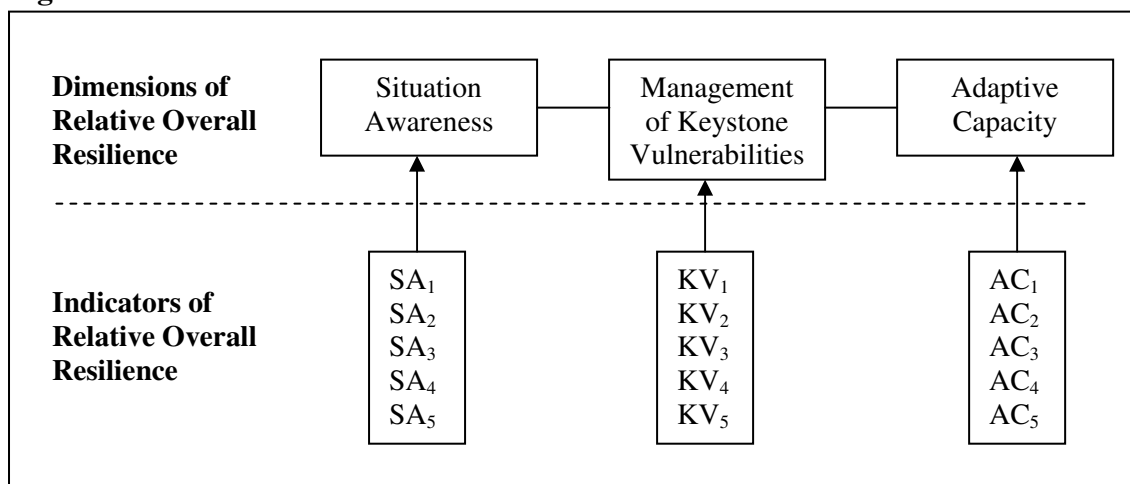 Dimensions of
Relative Overall
Resilience
Situation
Awareness
Management
of Keystone
Vulnerabilities
Adaptive
Capacity
Indicators of
Relative Overall
Resilience
SA₁
SA₂
SA₃
SA₄
SA₅
KV₁
KV₂
KV₃
KV₄
KV₅
AC₁
AC₂
AC₃
AC₄
AC₅